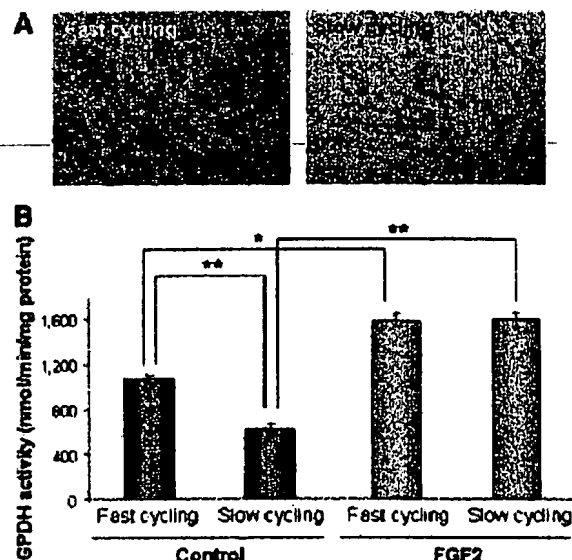 A
Fast cycling
B
GPDH activity (nmol/min/mg protein)
* **
**
1,600
1,200
800
400
0
Fast cycling Slow cycling Fast cycling Slow cycling
Control FGF2